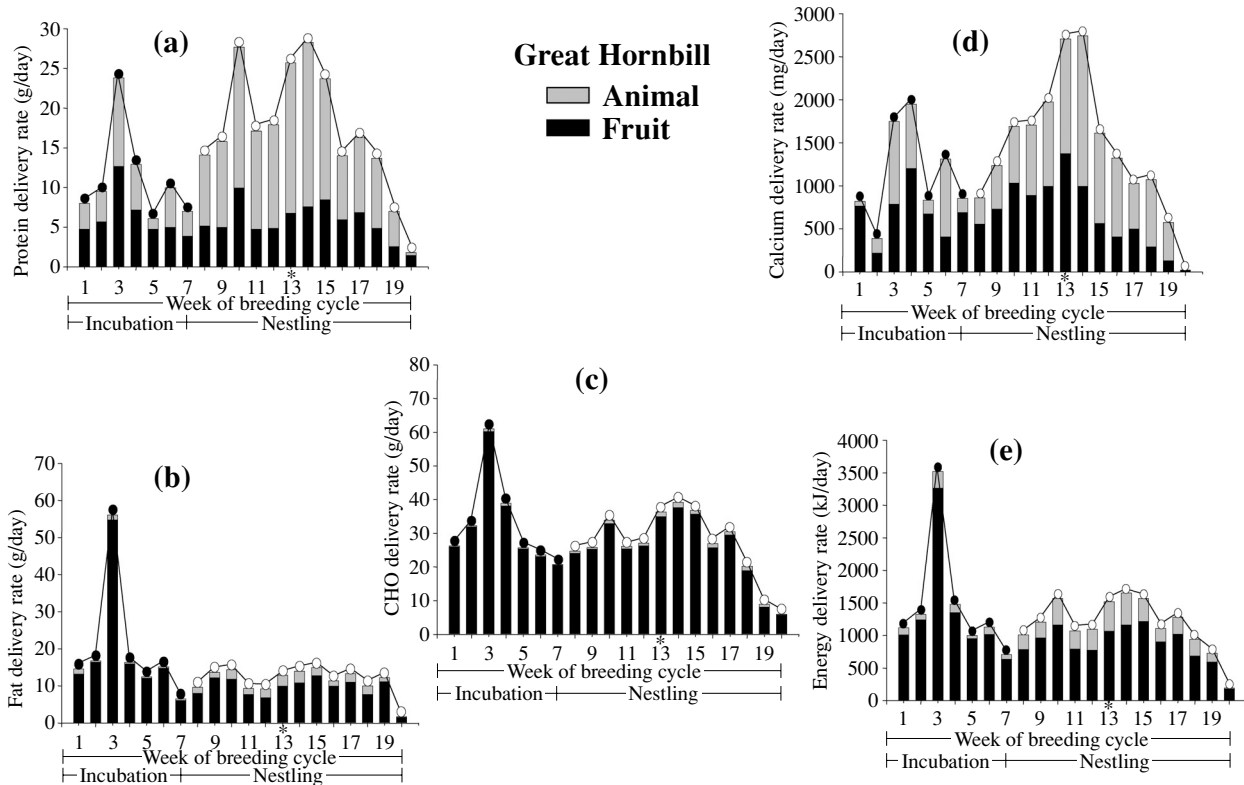 (a)
Protein delivery rate (g/day)
30
25
20
15
10
5
0
1 3 5 7 9 11 13 15 17 19
*
Week of breeding cycle
Incubation Nestling
Great Hornbill
Animal
Fruit
(d)
Calcium delivery rate (mg/day)
3000
2500
2000
1500
1000
500
0
1 3 5 7 9 11 13 15 17 19
*
Week of breeding cycle
Incubation Nestling
(b)
Fat delivery rate (g/day)
70
60
50
40
30
20
10
0
1 3 5 7 9 11 13 15 17 19
*
Week of breeding cycle
Incubation Nestling
(c)
CHO delivery rate (g/day)
80
70
60
50
40
30
20
10
0
1 3 5 7 9 11 13 15 17 19
*
Week of breeding cycle
Incubation Nestling
(e)
Energy delivery rate (kJ/day)
4000
3500
3000
2500
2000
1500
1000
500
0
1 3 5 7 9 11 13 15 17 19
*
Week of breeding cycle
Incubation Nestling